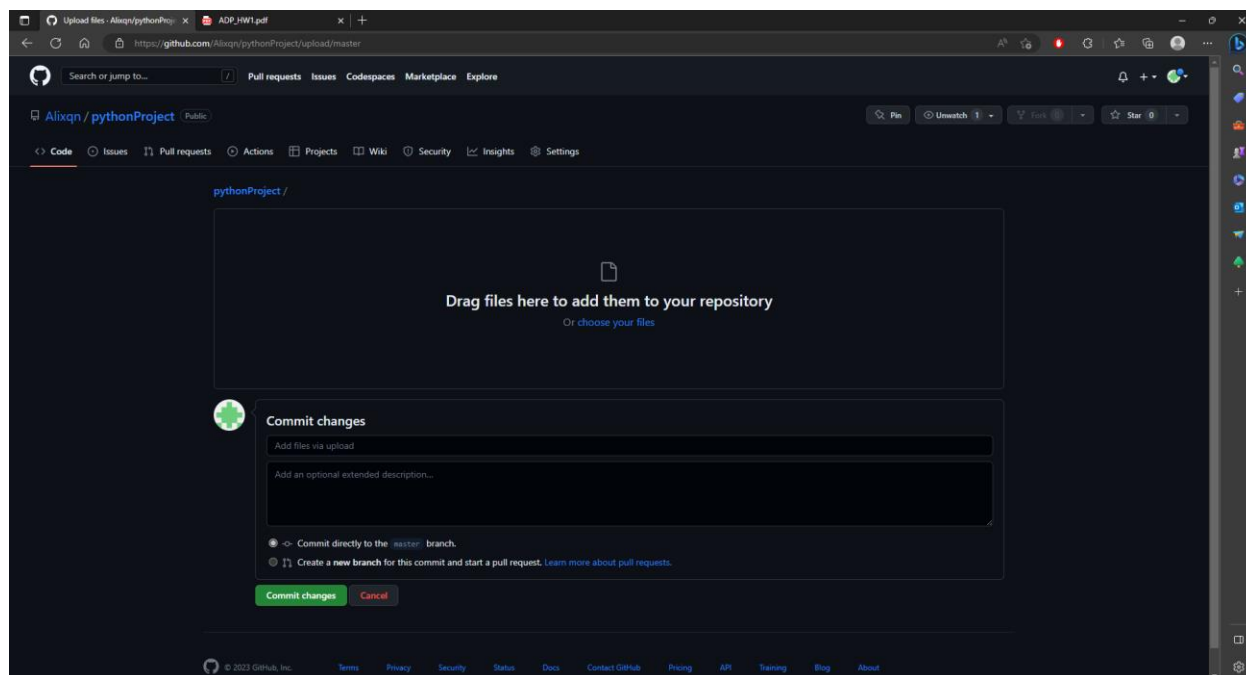 Upload files · Alixqn/pythonProj
ADP_HW1.pdf
https://github.com/Alixqn/pythonProject/upload/master
Search or jump to...
/
Pull requests Issues Codespaces Marketplace Explore
Alixqn / pythonProject Public
Pin Unwatch 1 Fork 0 Star 0
Code Issues Pull requests Actions Projects Wiki Security Insights Settings
pythonProject /
Drag files here to add them to your repository
Or choose your files
Commit changes
Add files via upload
Add an optional extended description...
Commit directly to the master branch.
Create a new branch for this commit and start a pull request. Learn more about pull requests.
Commit changes Cancel
© 2023 GitHub, Inc. Terms Privacy Security Status Docs Contact GitHub Pricing API Training Blog About